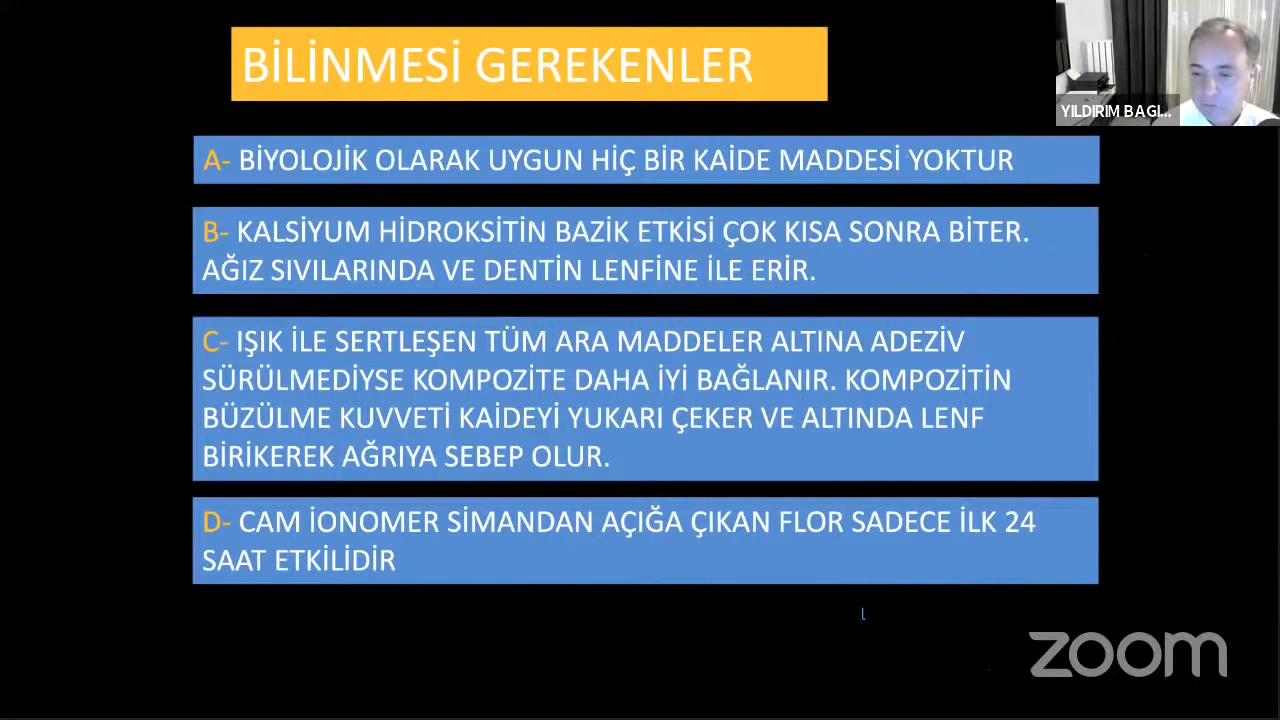 BİLİNMESİ GEREKENLER
YILDIRIM BAGI...
A- BİYOLOJİK OLARAK UYGUN HİÇ BİR KAİDE MADDESİ YOKTUR
B- KALSİYUM HİDROKSİTİN BAZİK ETKİSİ ÇOK KISA SONRA BİTER.
AĞIZ SIVILARINDA VE DENTİN LENFİNE İLE ERİR.
C- IŞIK İLE SERTLEŞEN TÜM ARA MADDELER ALTINA ADEZİV
SÜRÜLMEDİYSE KOMPOZİTE DAHA İYİ BAĞLANIR. KOMPOZİTİN
BÜZÜLME KUVVETİ KAİDEYİ YUKARI ÇEKER VE ALTINDA LENF
BİRİKEREK AĞRIYA SEBEP OLUR.
D- CAM İONOMER SİMANDAN AÇIĞA ÇIKAN FLOR SADECE İLK 24
SAAT ETKİLİDİR
zoom